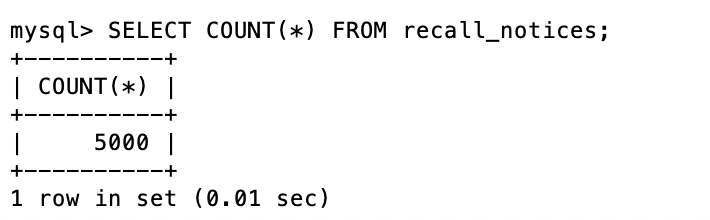 mysql> SELECT COUNT(*) FROM recall_notices;
+----------+
| COUNT(*) |
+----------+
|     5000 |
+----------+
1 row in set (0.01 sec)